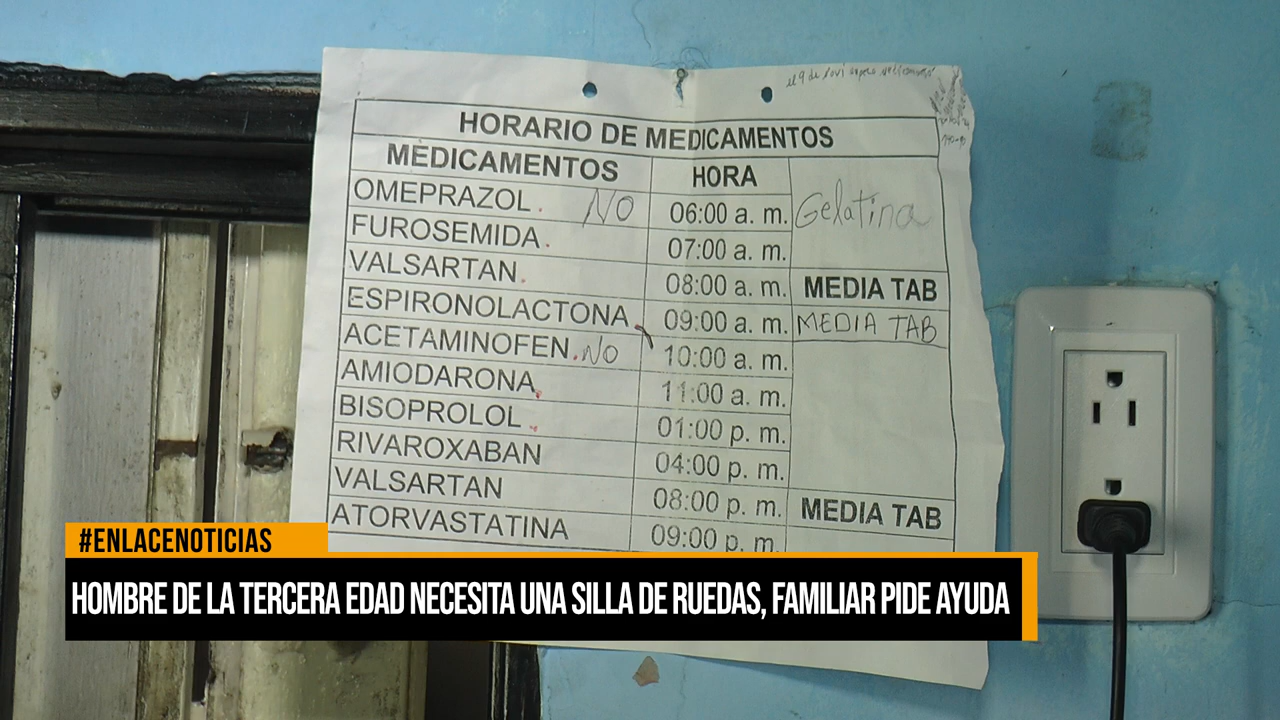 HORARIO DE MEDICAMENTOS
MEDICAMENTOS HORA
OMEPRAZOL. NO 06:00 a. m. Gelatina
FUROSEMIDA. 07:00 a. m.
VALSARTAN. 08:00 a. m. MEDIA TAB
ESPIRONOLACTONA. 09:00 a. m. MEDIA TAB
ACETAMINOFEN. NO 10:00 a. m.
AMIODARONA. 11:00 a. m.
BISOPROLOL. 01:00 p. m.
RIVAROXABAN 04:00 p. m.
VALSARTAN 08:00 p. m. MEDIA TAB
ATORVASTATINA 09:00 p. m.
#ENLACENOTICIAS
HOMBRE DE LA TERCERA EDAD NECESITA UNA SILLA DE RUEDAS, FAMILIAR PIDE AYUDA